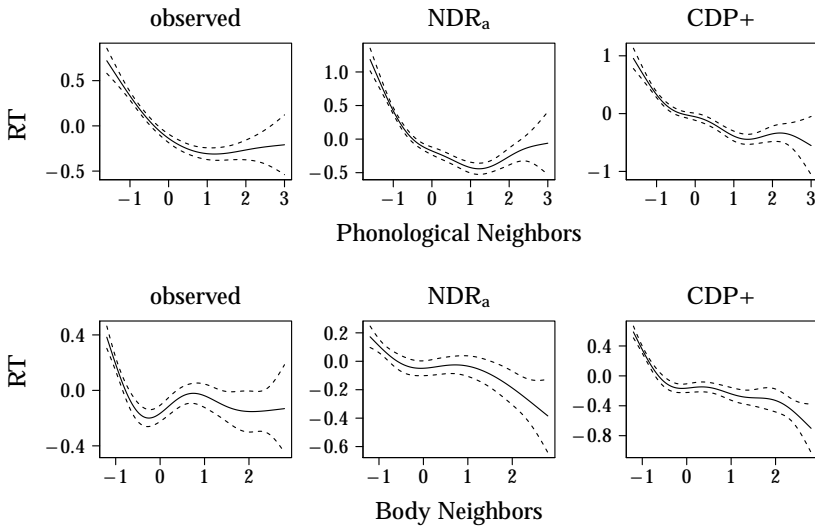 observed NDRₐ CDP+
RT
0.5
0.0
−0.5
−1 0 1 2 3
1.0
0.5
0.0
−0.5
−1 0 1 2 3
1
0
−1
−1 0 1 2 3
Phonological Neighbors
observed NDRₐ CDP+
RT
0.4
0.0
−0.4
−1 0 1 2
0.2
0.0
−0.2
−0.4
−0.6
−1 0 1 2
0.4
0.0
−0.4
−0.8
−1 0 1 2
Body Neighbors